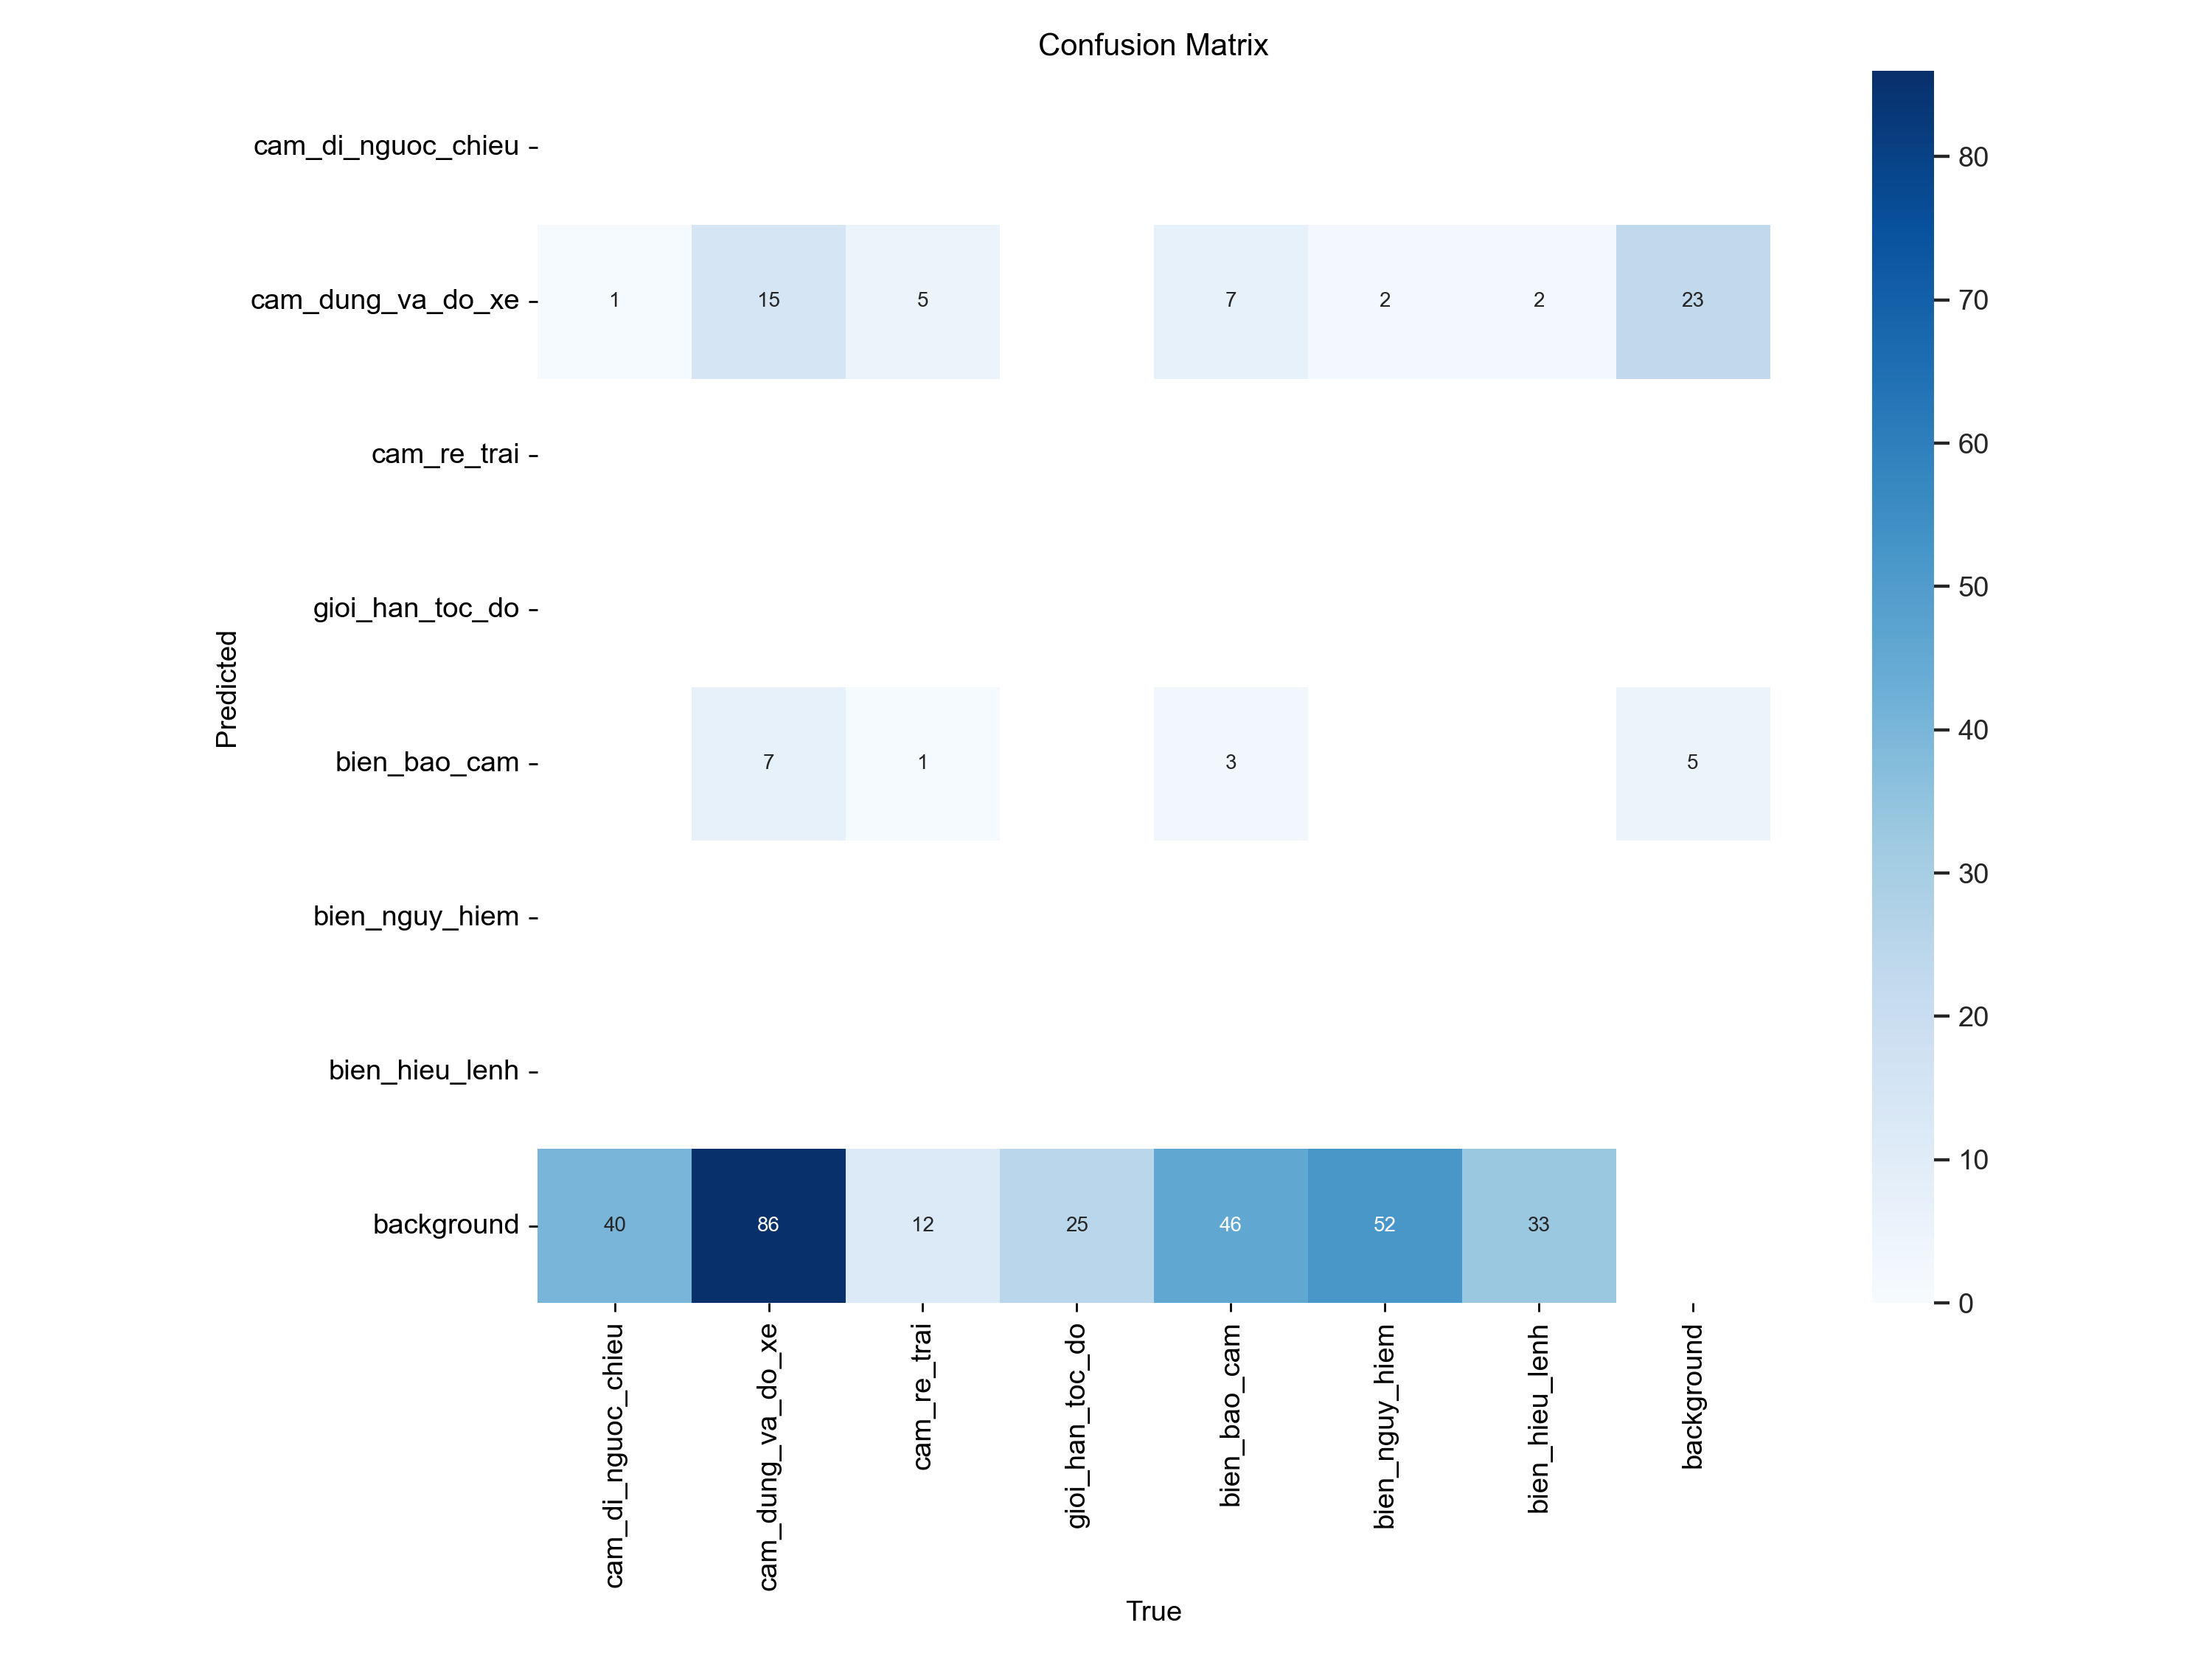 Confusion Matrix
cam_di_nguoc_chieu
cam_dung_va_do_xe
1 15 5 7 2 2 23
cam_re_trai
gioi_han_toc_do
bien_bao_cam
7 1 3 5
bien_nguy_hiem
bien_hieu_lenh
background
40 86 12 25 46 52 33
Predicted
cam_di_nguoc_chieu
cam_dung_va_do_xe
cam_re_trai
gioi_han_toc_do
bien_bao_cam
bien_nguy_hiem
bien_hieu_lenh
background
True
80
70
60
50
40
30
20
10
0